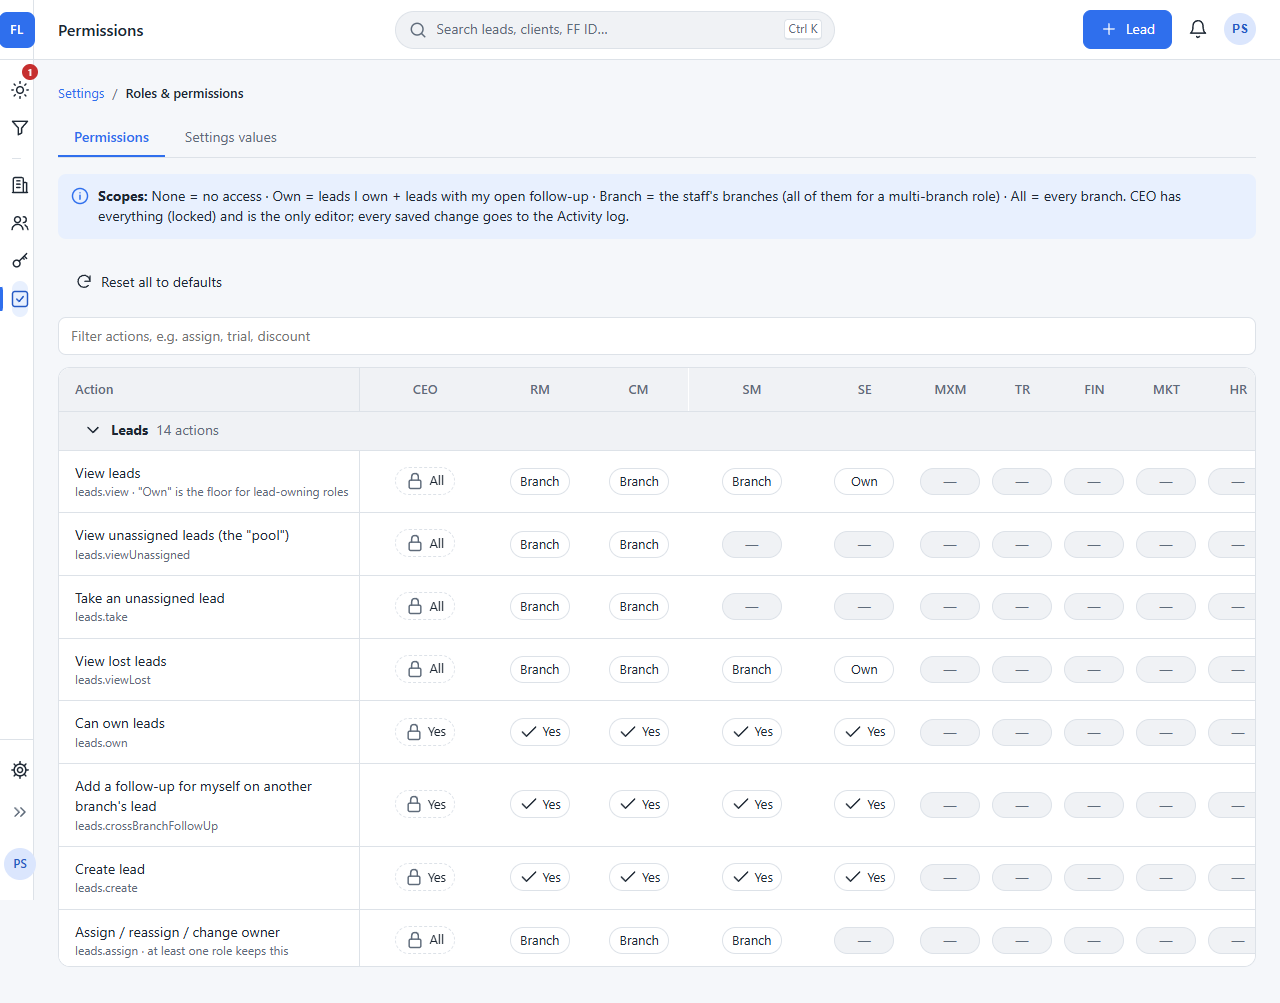 FL
Permissions
Search leads, clients, FF ID...
Ctrl K
+ Lead
PS
1
Settings / Roles & permissions
Permissions
Settings values
Scopes: None = no access · Own = leads I own + leads with my open follow-up · Branch = the staff's branches (all of them for a multi-branch role) · All = every branch. CEO has
everything (locked) and is the only editor; every saved change goes to the Activity log.
Reset all to defaults
Filter actions, e.g. assign, trial, discount
Action CEO RM CM SM SE MXM TR FIN MKT HR
Leads 14 actions
View leads
leads.view · "Own" is the floor for lead-owning roles
All Branch Branch Branch Own — — — — —
View unassigned leads (the "pool")
leads.viewUnassigned
All Branch Branch — — — — — — —
Take an unassigned lead
leads.take
All Branch Branch — — — — — — —
View lost leads
leads.viewLost
All Branch Branch Branch Own — — — — —
Can own leads
leads.own
Yes Yes Yes Yes Yes — — — — —
Add a follow-up for myself on another
branch's lead
leads.crossBranchFollowUp
Yes Yes Yes Yes Yes — — — — —
Create lead
leads.create
Yes Yes Yes Yes Yes — — — — —
Assign / reassign / change owner
leads.assign · at least one role keeps this
All Branch Branch Branch — — — — — —
PS